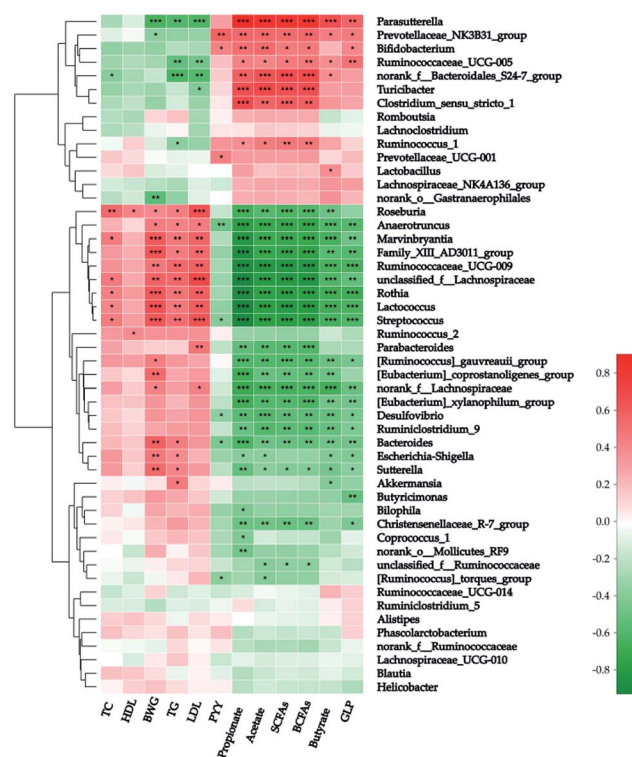 Parasutterella
Prevotellaceae_NK3B31_group
Bifidobacterium
Ruminococcaceae_UCG-005
norank_f__Bacteroidales_S24-7_group
Turicibacter
Clostridium_sensu_stricto_1
Romboutsia
Lachnoclostridium
Ruminococcus_1
Prevotellaceae_UCG-001
Lactobacillus
Lachnospiraceae_NK4A136_group
norank_o__Gastranaerophilales
Roseburia
Anaerotruncus
Marvinbryantia
Family_XIII_AD3011_group
Ruminococcaceae_UCG-009
unclassified_f__Lachnospiraceae
Rothia
Lactococcus
Streptococcus
Ruminococcus_2
Parabacteroides
[Ruminococcus]_gauvreauii_group
[Eubacterium]_coprostanoligenes_group
norank_f__Lachnospiraceae
[Eubacterium]_xylanophilum_group
Desulfovibrio
Ruminiclostridium_9
Bacteroides
Escherichia-Shigella
Sutterella
Akkermansia
Butyricimonas
Bilophila
Christensenellaceae_R-7_group
Coprococcus_1
norank_o__Mollicutes_RF9
unclassified_f__Ruminococcaceae
[Ruminococcus]_torques_group
Ruminococcaceae_UCG-014
Ruminiclostridium_5
Alistipes
Phascolarctobacterium
norank_f__Ruminococcaceae
Lachnospiraceae_UCG-010
Blautia
Helicobacter
TC HDL BWG TG LDL PYY Propionate Acetate SCFAs BCFAs Butyrate GLP
0.8
0.6
0.4
0.2
0.0
-0.2
-0.4
-0.6
-0.8